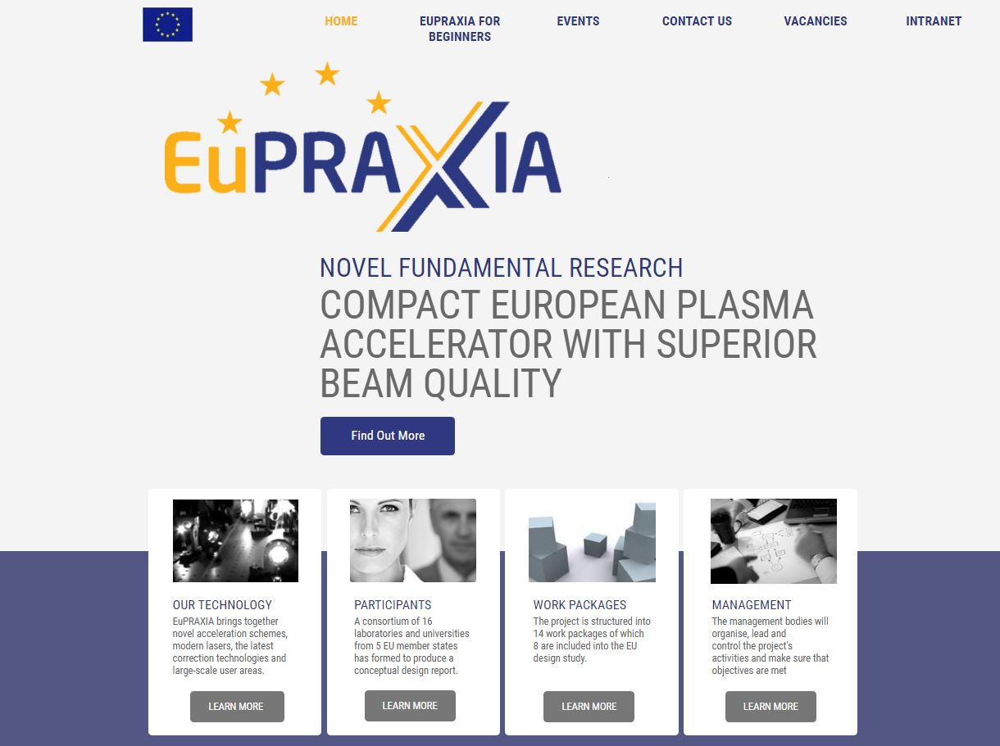 HOME
EUPRAXIA FOR
BEGINNERS
EVENTS
CONTACT US
VACANCIES
INTRANET
EuPRAXIA
NOVEL FUNDAMENTAL RESEARCH
COMPACT EUROPEAN PLASMA
ACCELERATOR WITH SUPERIOR
BEAM QUALITY
Find Out More
OUR TECHNOLOGY
EuPRAXIA brings together
novel acceleration schemes,
modern lasers, the latest
correction technologies and
large-scale user areas.
LEARN MORE
PARTICIPANTS
A consortium of 16
laboratories and universities
from 5 EU member states
has formed to produce a
conceptual design report.
LEARN MORE
WORK PACKAGES
The project is structured into
14 work packages of which
8 are included into the EU
design study.
LEARN MORE
MANAGEMENT
The management bodies will
organise, lead and
control the project's
activities and make sure that
objectives are met
LEARN MORE